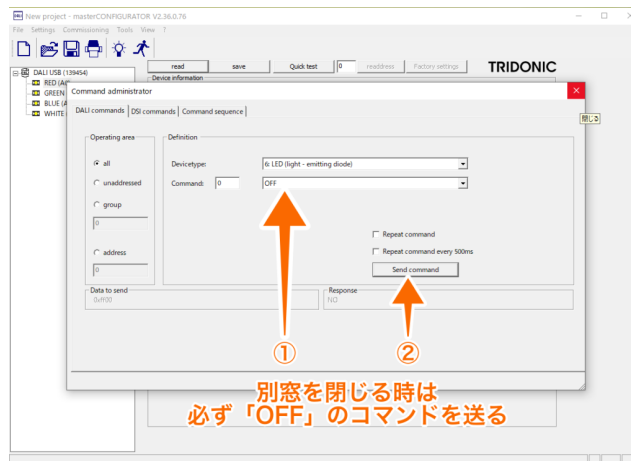 New project - masterCONFIGURATOR V2.36.0.76
File Settings Commissioning Tools View ?
read save Quick test 0 readdress Factory settings TRIDONIC
DALI USB (139454)
Device information
RED (A
GREEN
BLUE (A
WHITE
Command administrator
閉じる
DALI commands DSI commands Command sequence
Operating area
Definition
all
Devicetype: 6: LED (light - emitting diode)
unaddressed
Command: 0 OFF
group
0
Repeat command
address
Repeat command every 500ms
0
Send command
Data to send
0xff00
Response
NO
① ②
別窓を閉じる時は
必ず「OFF」のコマンドを送る